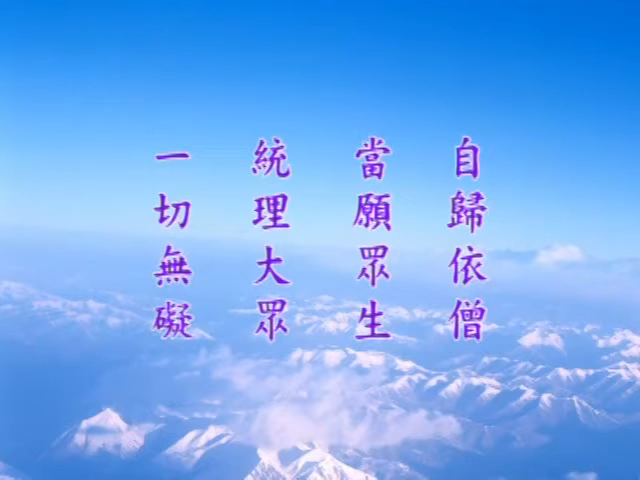 自歸依僧
當願眾生
統理大眾
一切無礙